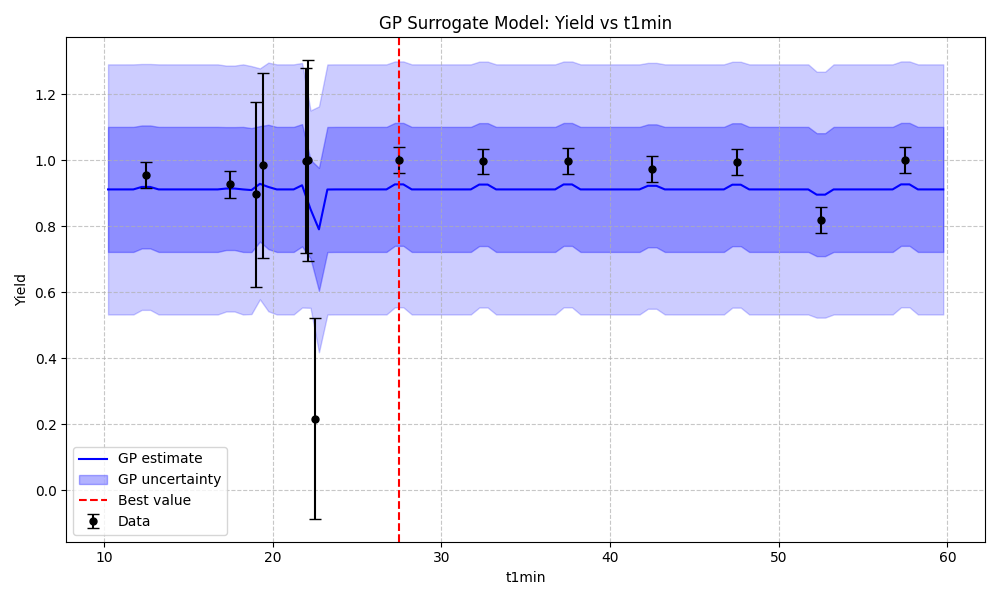 GP Surrogate Model: Yield vs t1min
Yield
1.2
1.0
0.8
0.6
0.4
0.2
0.0
GP estimate
GP uncertainty
Best value
Data
10
20
30
40
50
60
t1min